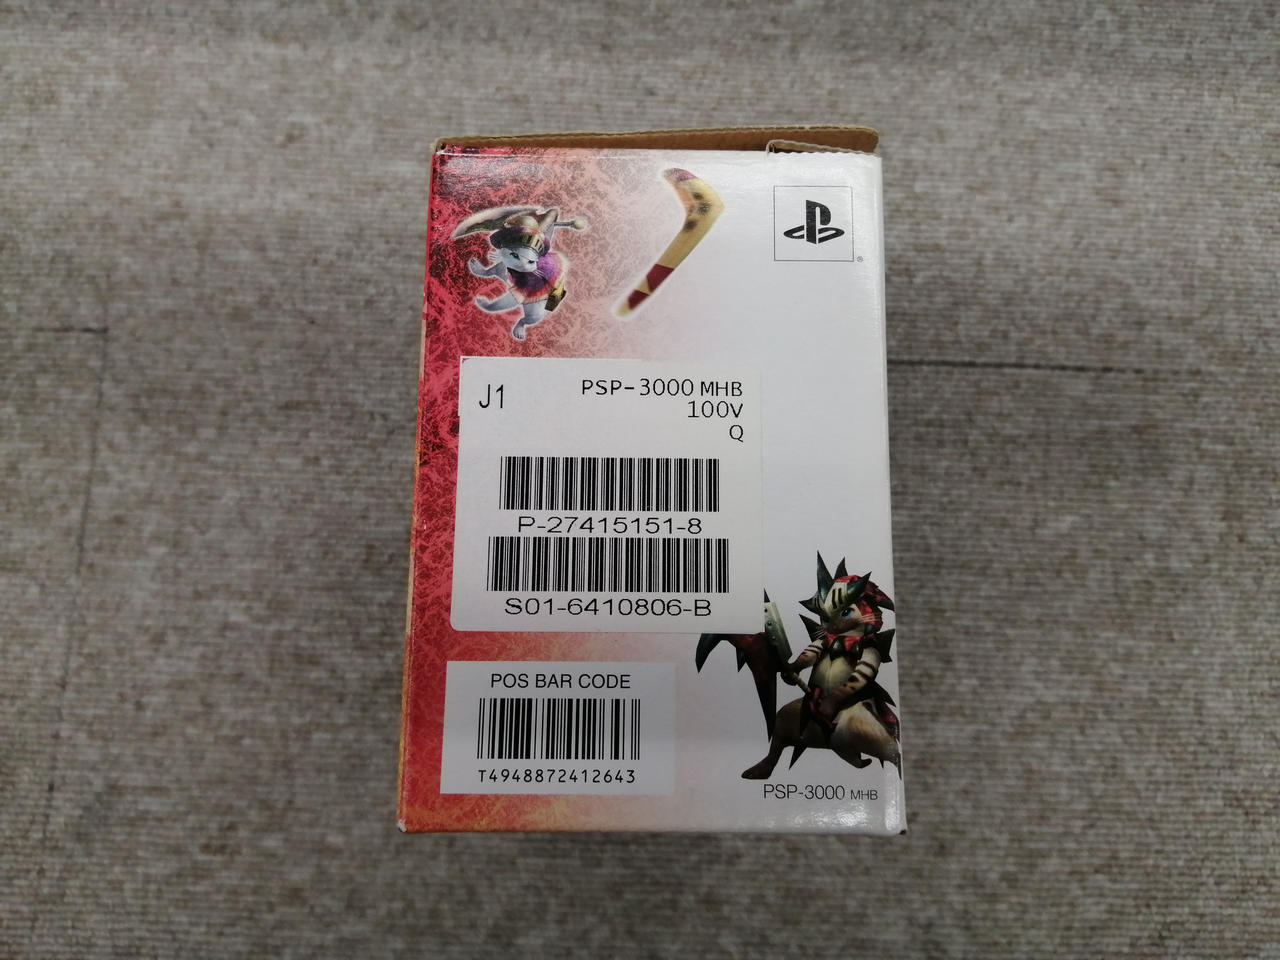 ®
J1
PSP-3000 MHB
100V
Q
P-27415151-8
S01-6410806-B
POS BAR CODE
T4948872412643
PSP-3000 MHB